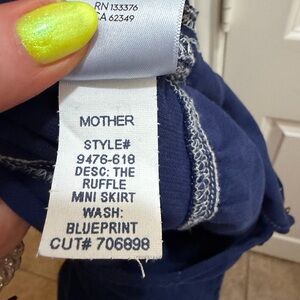 RN 133376
CA 62349
MOTHER
STYLE#
9476-618
DESC: THE
RUFFLE
MINI SKIRT
WASH:
BLUEPRINT
CUT# 706898